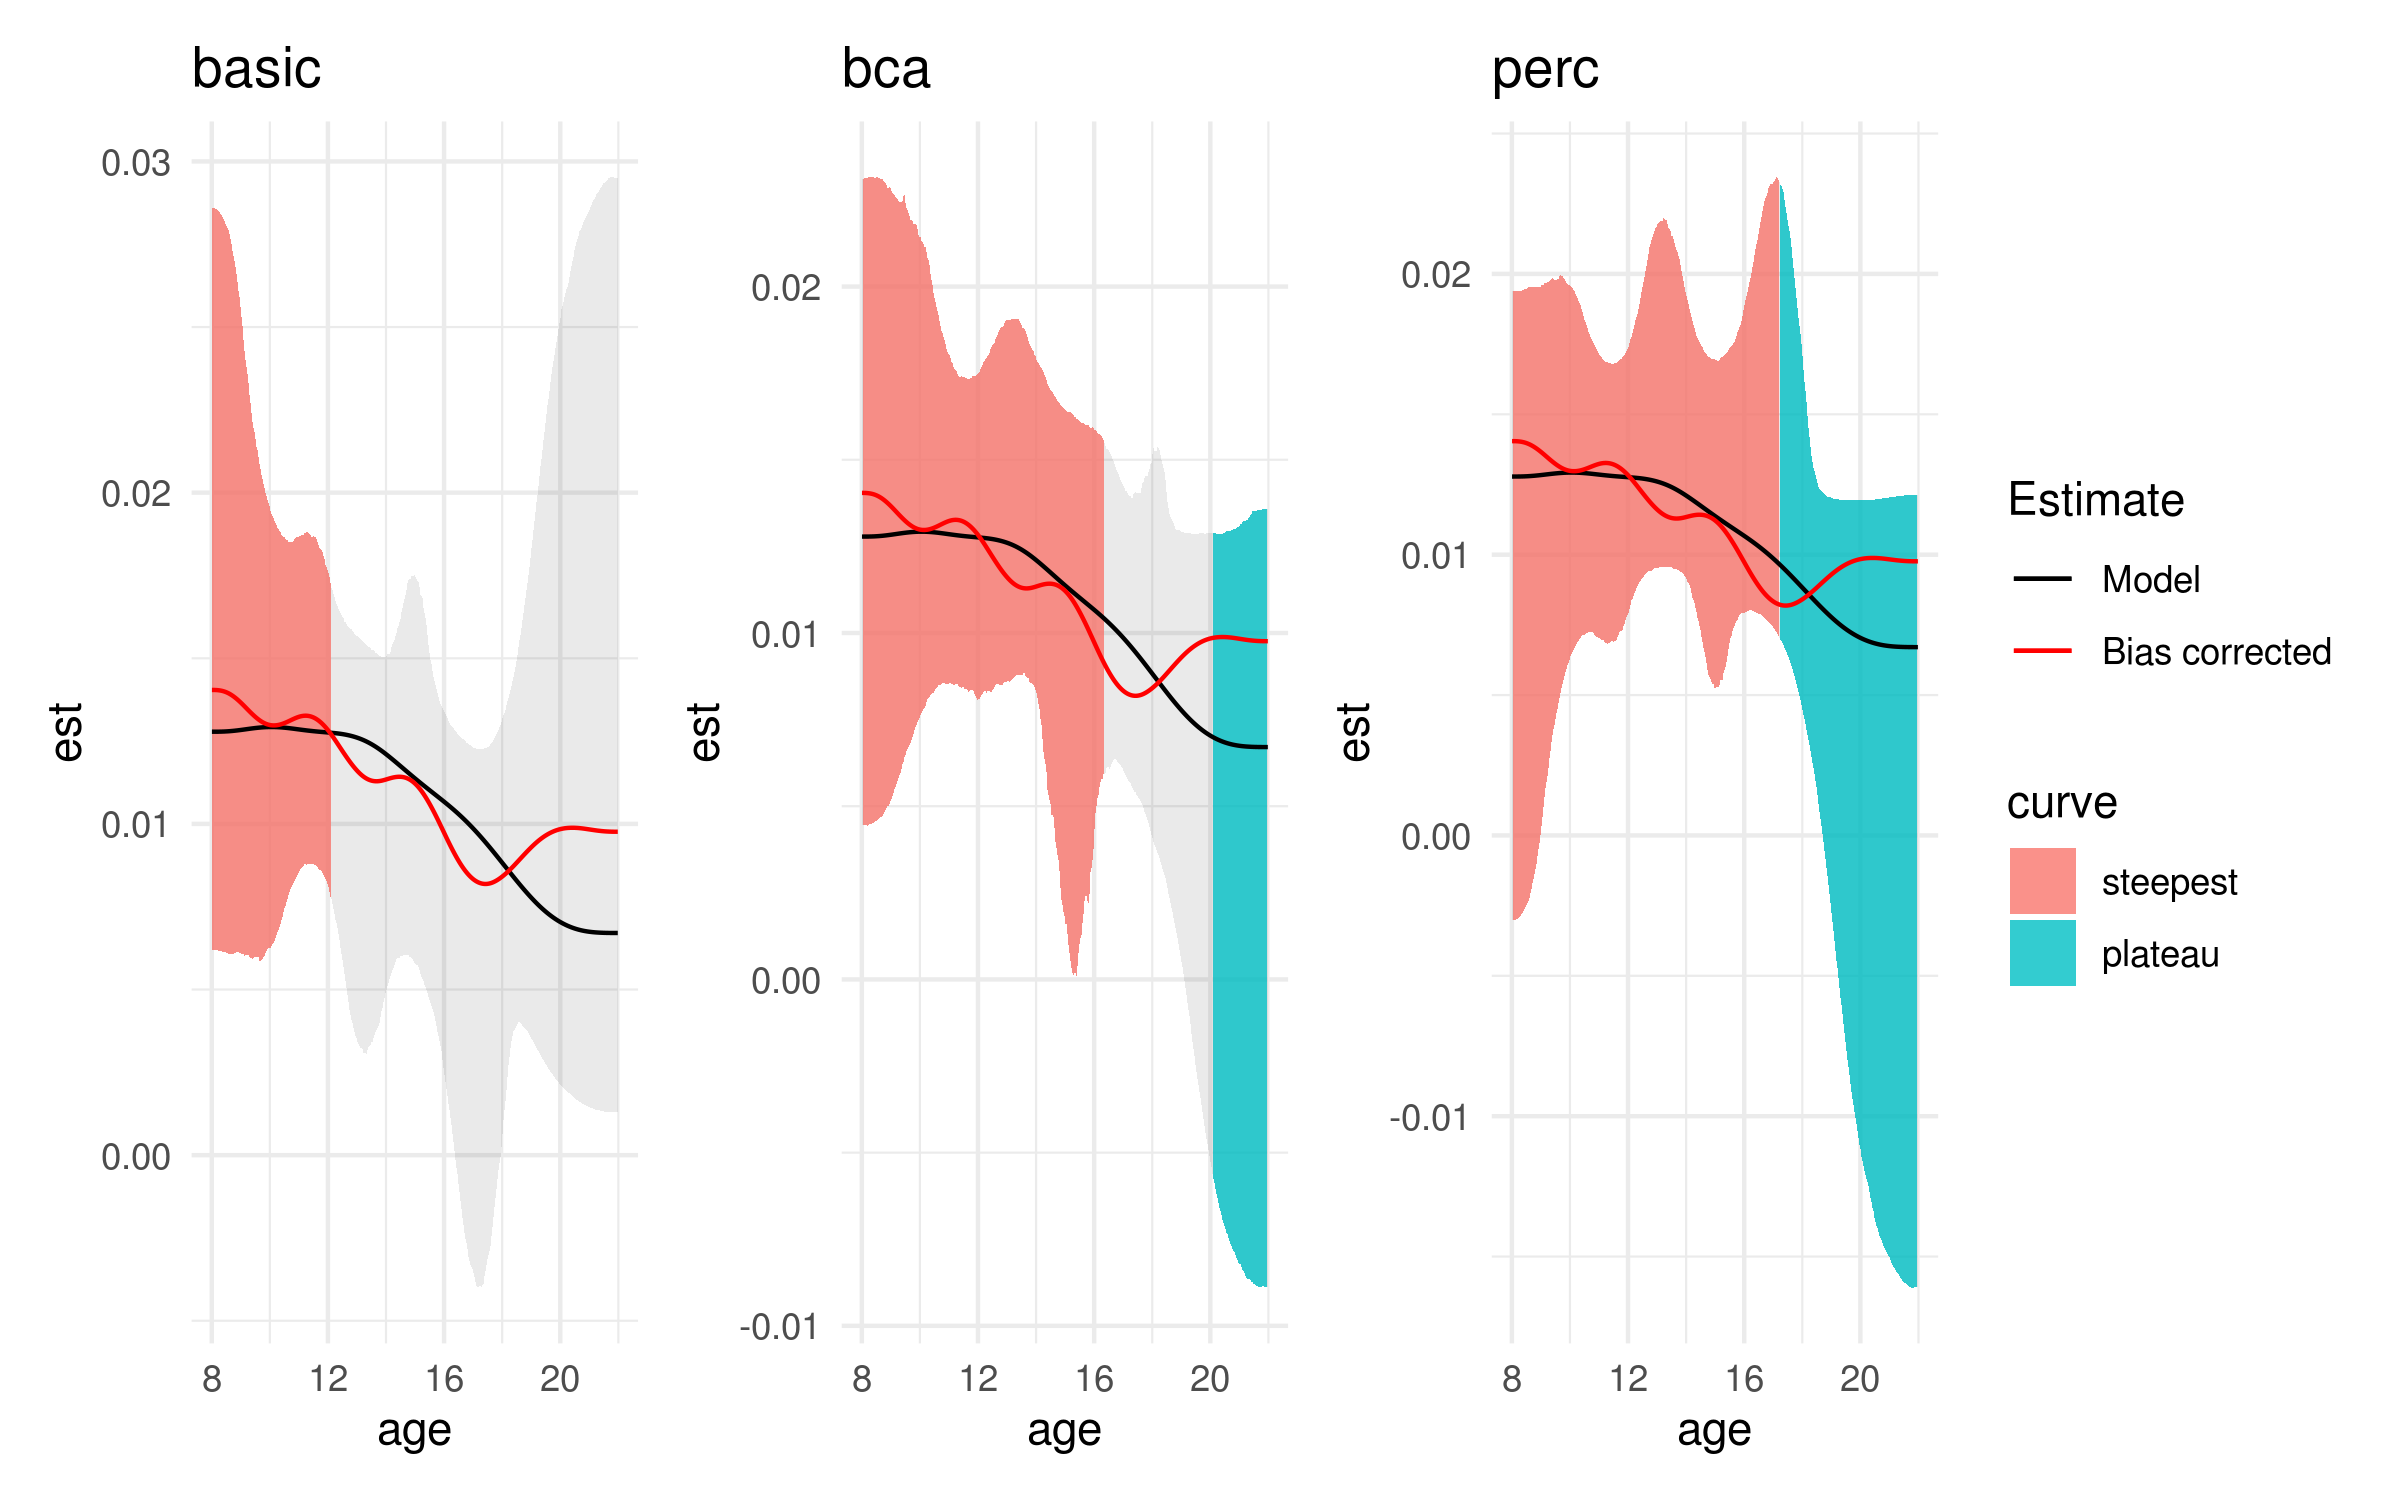 basic
0.03
0.02
0.01
0.00
est
8 12 16 20
age
bca
0.02
0.01
0.00
-0.01
est
8 12 16 20
age
perc
0.02
0.01
0.00
-0.01
est
8 12 16 20
age
Estimate
Model
Bias corrected
curve
steepest
plateau